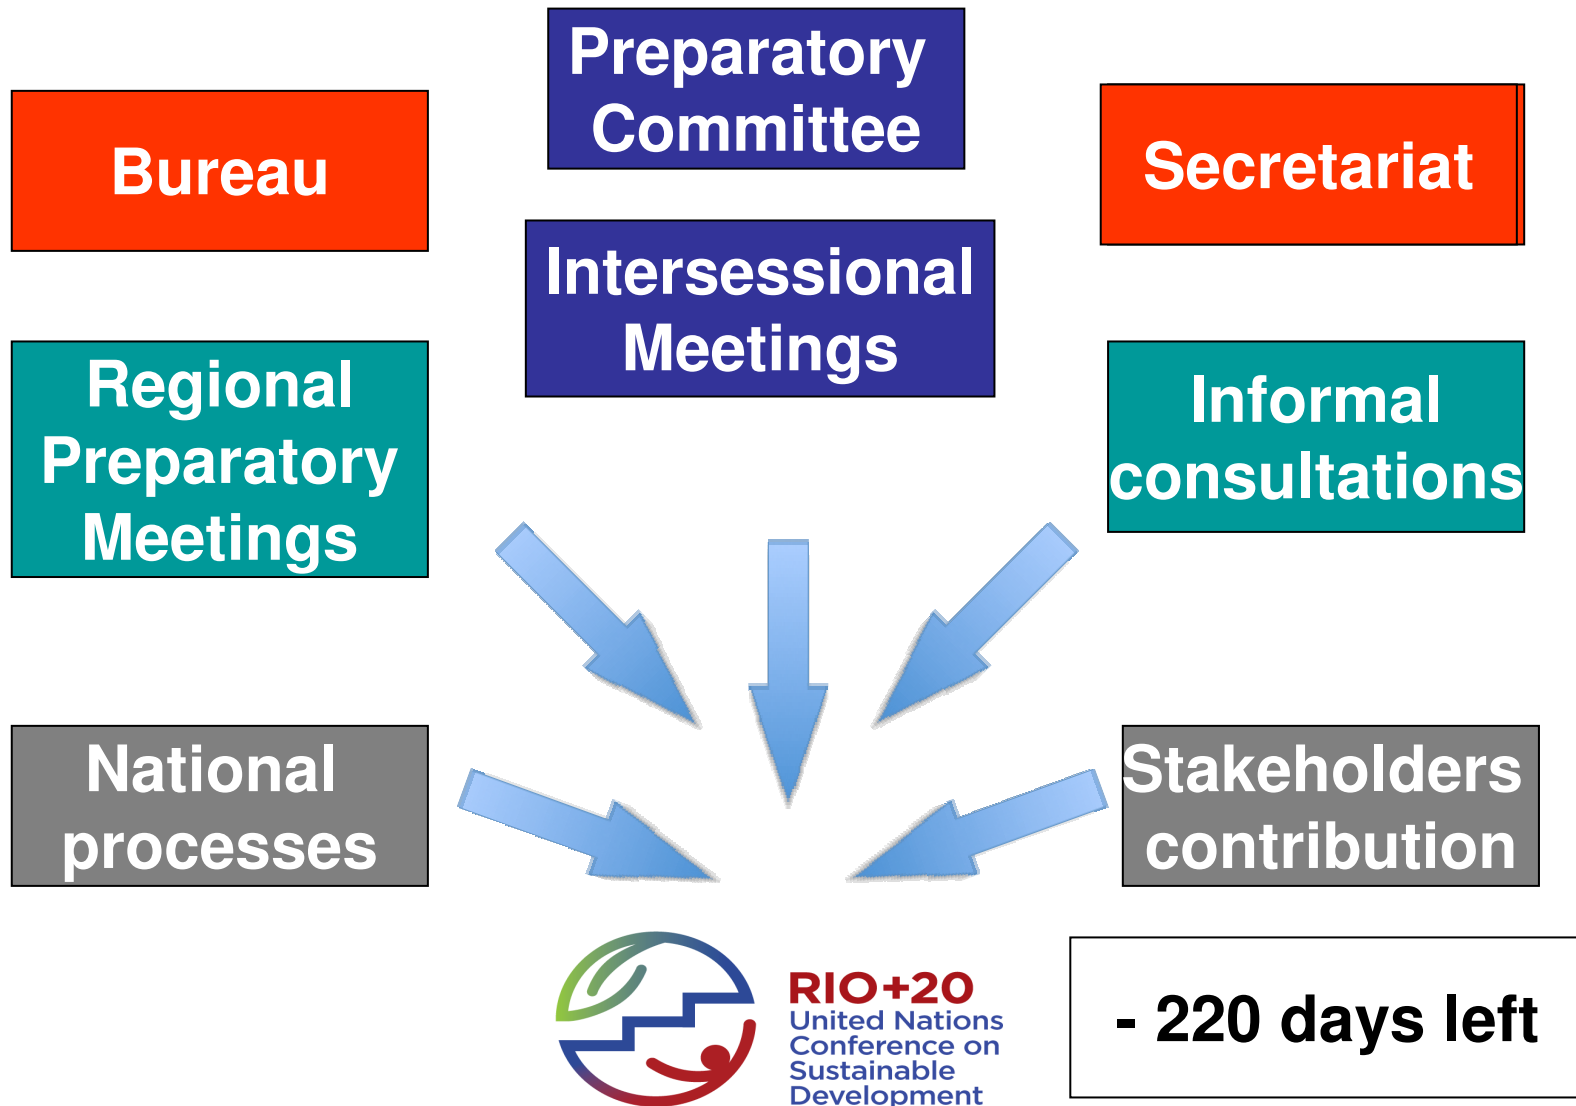 Preparatory
Committee
Bureau
Secretariat
Intersessional
Meetings
Regional
Preparatory
Meetings
Informal
consultations
National
processes
Stakeholders
contribution
RIO+20
United Nations
Conference on
Sustainable
Development
- 220 days left